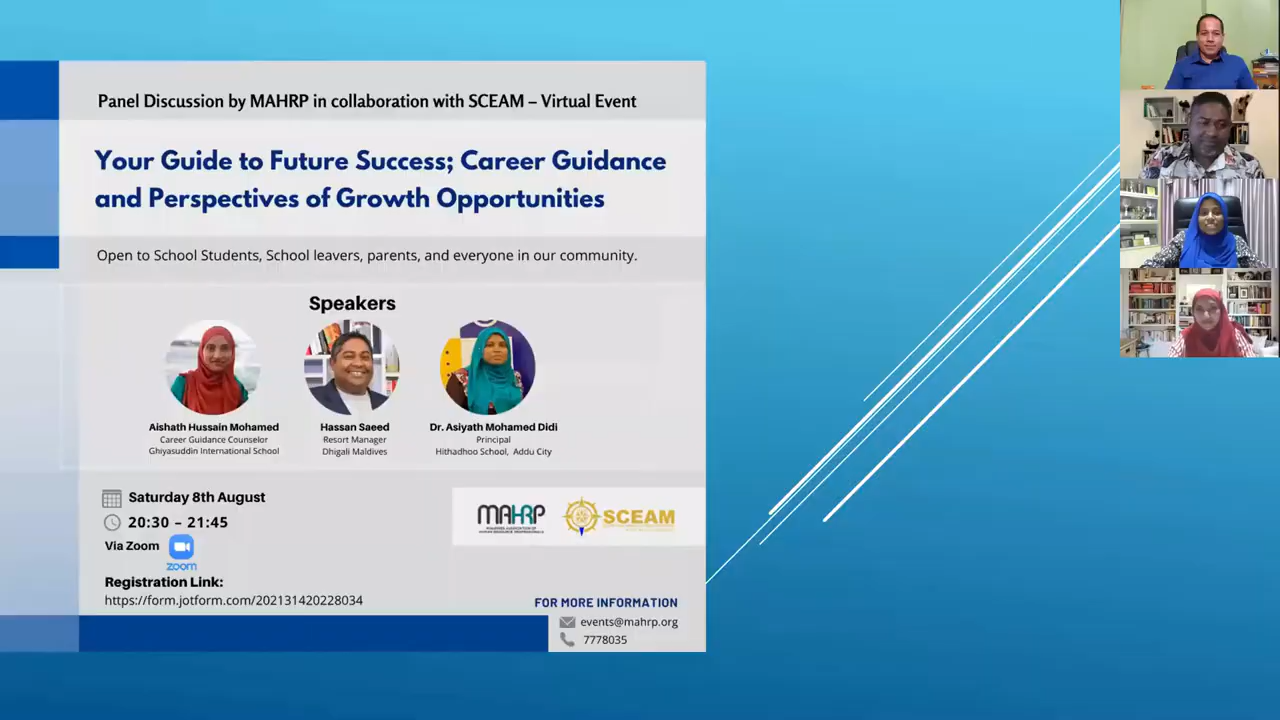 Panel Discussion by MAHRP in collaboration with SCEAM – Virtual Event
Your Guide to Future Success; Career Guidance
and Perspectives of Growth Opportunities
Open to School Students, School leavers, parents, and everyone in our community.
Speakers
Aishath Hussain Mohamed
Career Guidance Counselor
Ghiyasuddin International School
Hassan Saeed
Resort Manager
Dhigali Maldives
Dr. Asiyath Mohamed Didi
Principal
Hithadhoo School, Addu City
Saturday 8th August
20:30 – 21:45
Via Zoom
zoom
Registration Link:
https://form.jotform.com/202131420228034
MAHRP
SCEAM
FOR MORE INFORMATION
events@mahrp.org
7778035